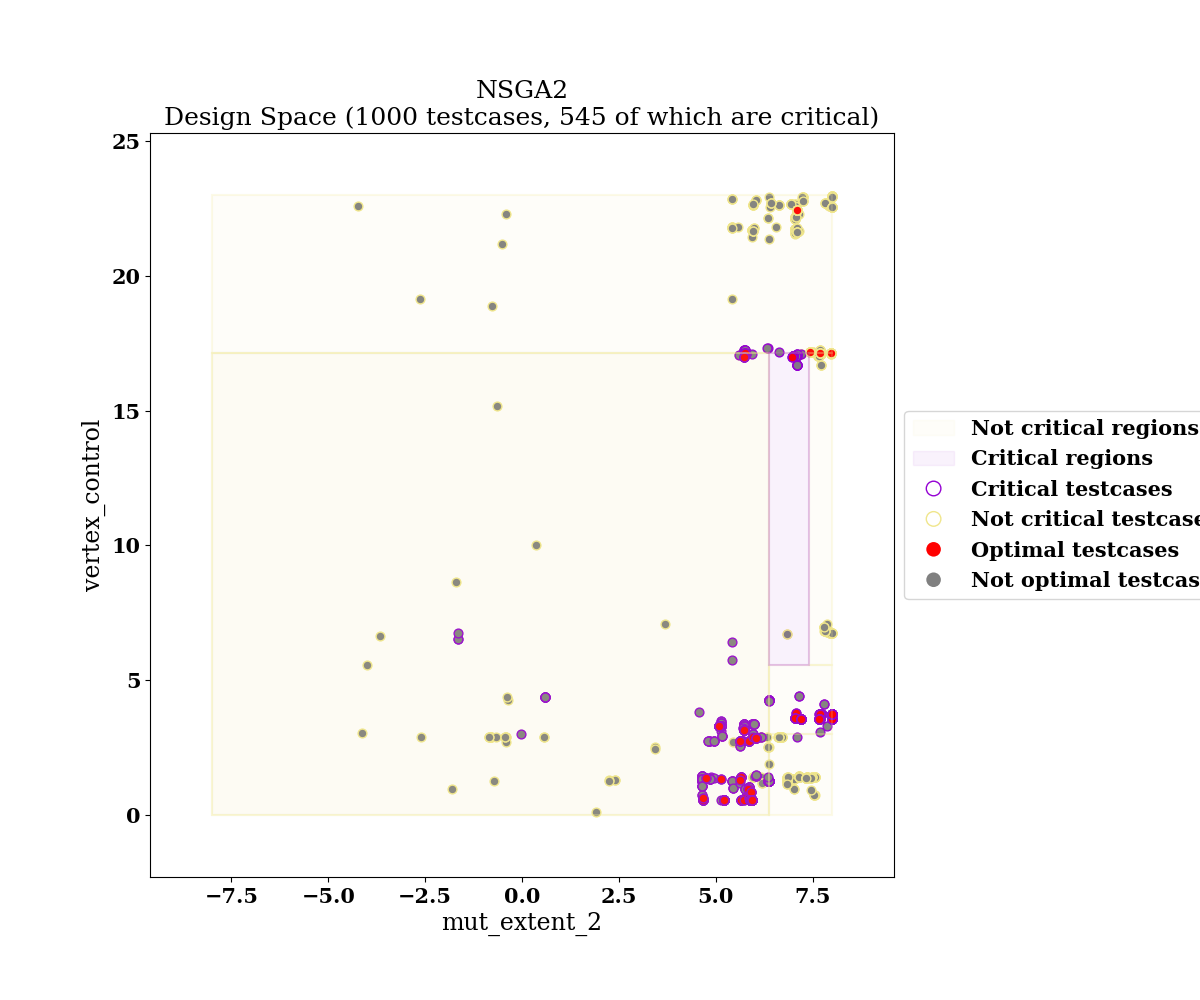 NSGA2
Design Space (1000 testcases, 545 of which are critical)
25
20
15
10
5
0
vertex_control
−7.5
−5.0
−2.5
0.0
2.5
5.0
7.5
mut_extent_2
Not critical regions
Critical regions
Critical testcases
Not critical testcase
Optimal testcases
Not optimal testcas